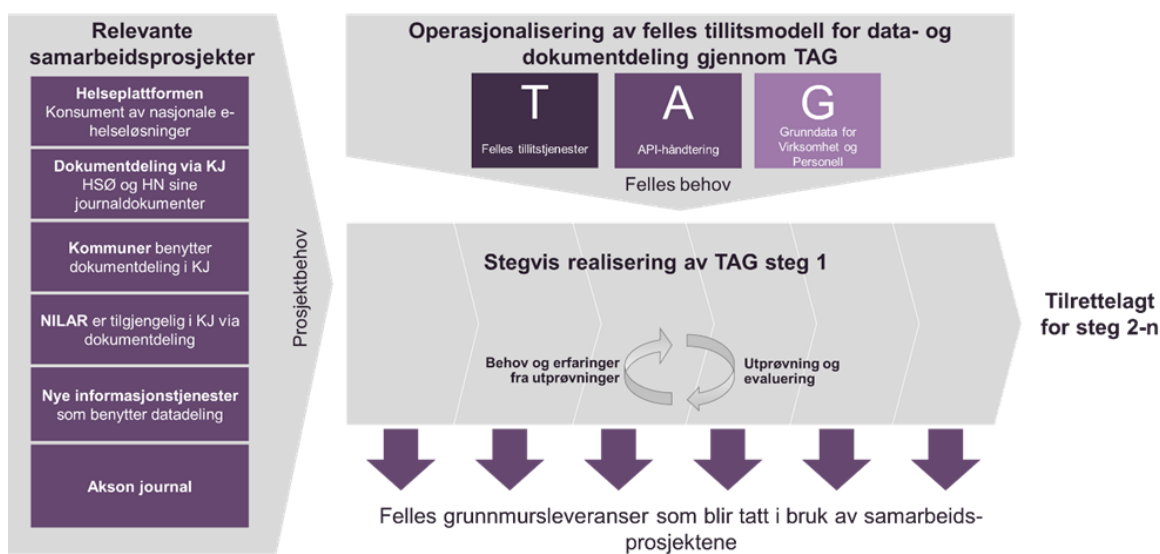 Relevante
samarbeidsprosjekter
Helseplattformen
Konsument av nasjonale e-
helseløsninger
Dokumentdeling via KJ
HSØ og HN sine
journaldokumenter
Kommuner benytter
dokumentdeling i KJ
NILAR er tilgjengelig i KJ via
dokumentdeling
Nye informasjonstjenester
som benytter datadeling
Akson journal
Prosjektbehov
Operasjonalisering av felles tillitsmodell for data- og
dokumentdeling gjennom TAG
T
Felles tillitstjenester
A
API-håndtering
G
Grunndata for
Virksomhet og
Personell
Felles behov
Stegvis realisering av TAG steg 1
Behov og erfaringer
fra utprøvninger
Utprøvning og
evaluering
Tilrettelagt
for steg 2-n
Felles grunnmursleveranser som blir tatt i bruk av samarbeids-
prosjektene